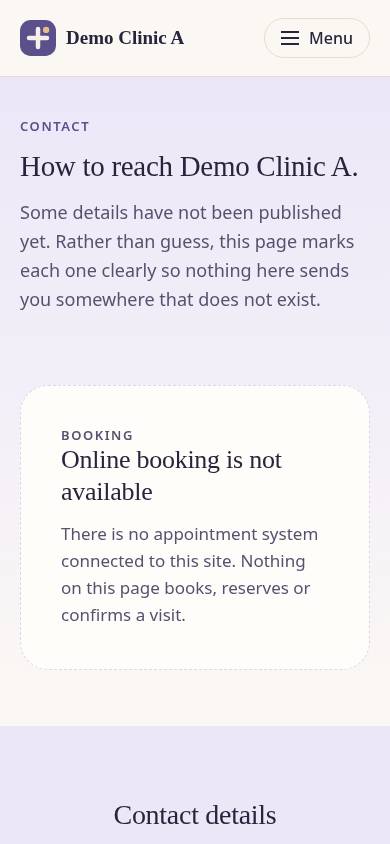 Demo Clinic A
Menu
CONTACT
How to reach Demo Clinic A.
Some details have not been published
yet. Rather than guess, this page marks
each one clearly so nothing here sends
you somewhere that does not exist.
BOOKING
Online booking is not
available
There is no appointment system
connected to this site. Nothing
on this page books, reserves or
confirms a visit.
Contact details